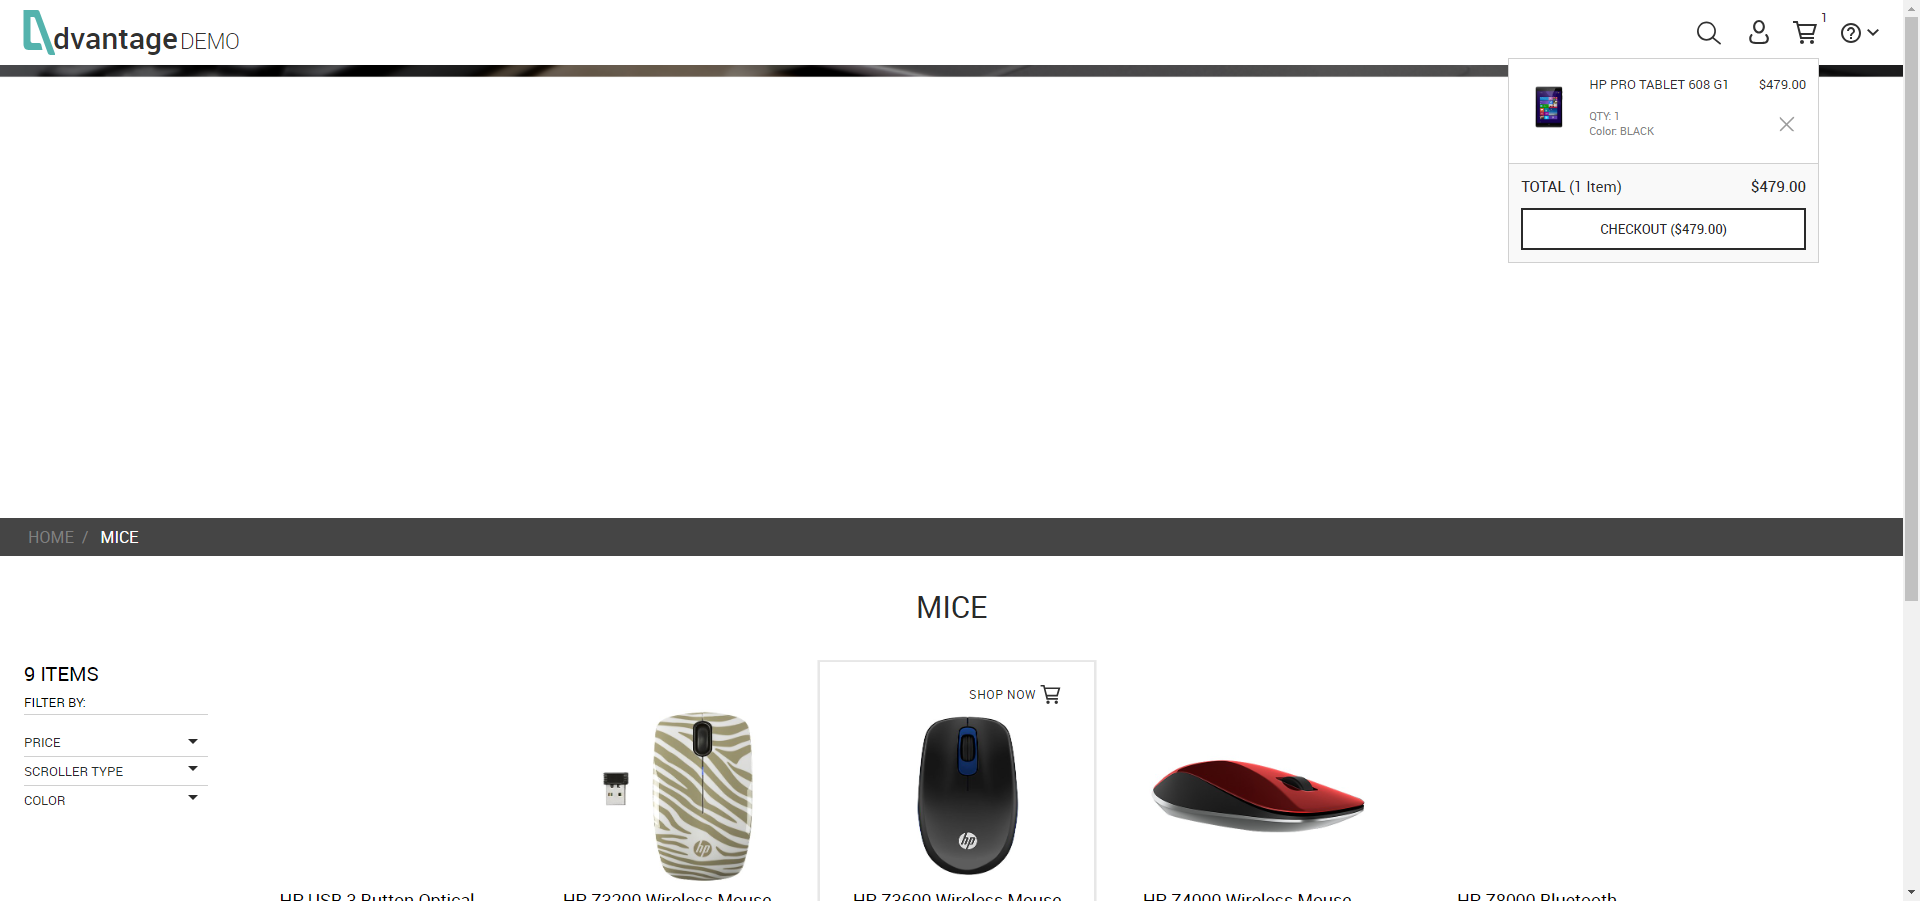 dvantage DEMO
1
HP PRO TABLET 608 G1 $479.00
QTY: 1
Color: BLACK
TOTAL (1 Item) $479.00
CHECKOUT ($479.00)
HOME / MICE
MICE
9 ITEMS
FILTER BY:
PRICE
SCROLLER TYPE
COLOR
SHOP NOW
hp
hp
HP USB 3 Button Optical
HP Z3200 Wireless Mouse
HP Z3600 Wireless Mouse
HP Z4000 Wireless Mouse
HP Z8000 Bluetooth